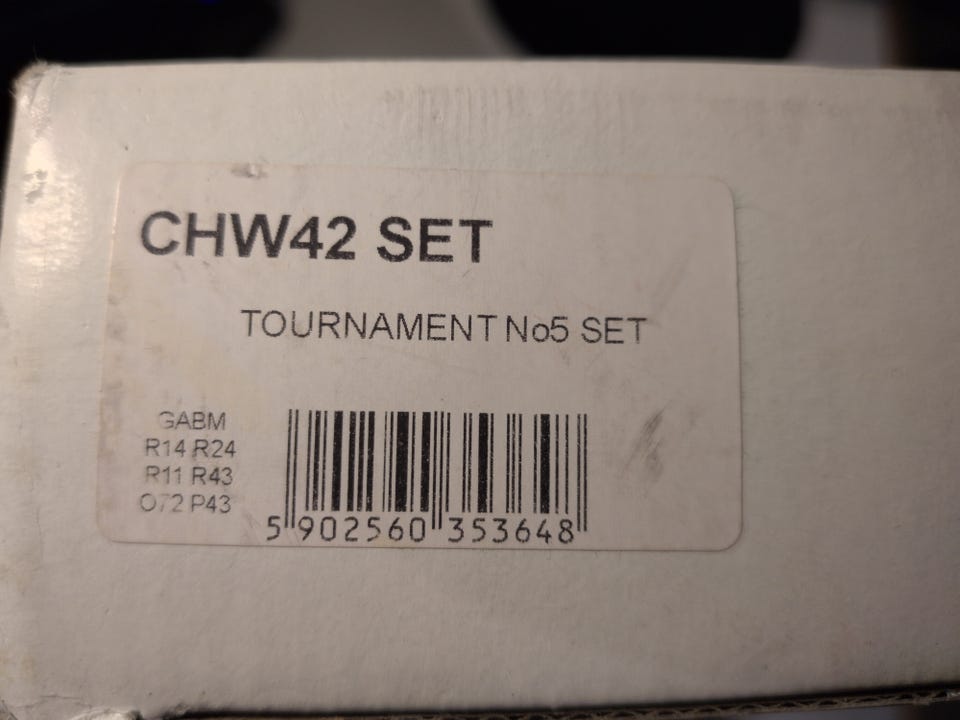 CHW42 SET
TOURNAMENT No5 SET
GABM
R14 R24
R11 R43
O72 P43
5 902560 353648